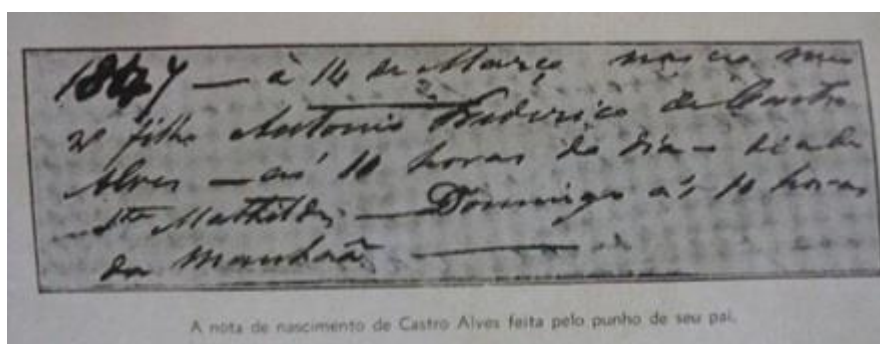 1847 — à 14 de Março nasceu meu
2º filho Antonio Frederico de Castro
Alves — ás 10 horas do dia —
Sta Mathilde — Domingo ás 10 horas
da manhaã
A nota de nascimento de Castro Alves feita pelo punho de seu pai.